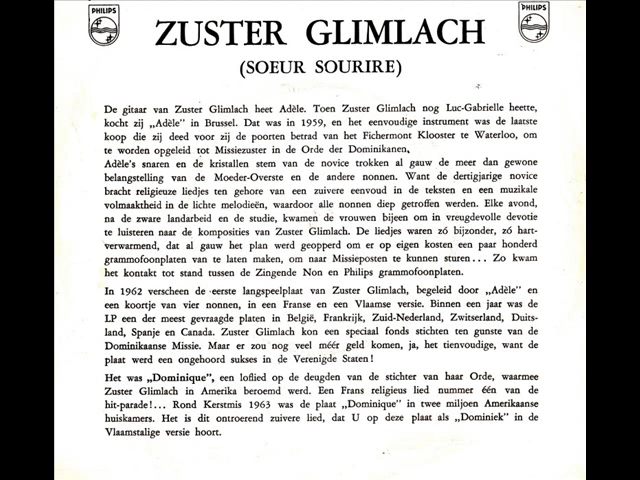 PHILIPS
PHILIPS
ZUSTER GLIMLACH
(SOEUR SOURIRE)
De gitaar van Zuster Glimlach heet Adèle. Toen Zuster Glimlach nog Luc-Gabrielle heette,
kocht zij „Adèle” in Brussel. Dat was in 1959, en het eenvoudige instrument was de laatste
koop die zij deed voor zij de poorten betrad van het Fichermont Klooster te Waterloo, om
te worden opgeleid tot Missiezuster in de Orde der Dominikanen.
Adèle's snaren en de kristallen stem van de novice trokken al gauw de meer dan gewone
belangstelling van de Moeder-Overste en de andere nonnen. Want de dertigjarige novice
bracht religieuze liedjes ten gehore van een zuivere eenvoud in de teksten en een muzikale
volmaaktheid in de lichte melodieën, waardoor alle nonnen diep getroffen werden. Elke avond,
na de zware landarbeid en de studie, kwamen de vrouwen bijeen om in vreugdevolle devotie
te luisteren naar de komposities van Zuster Glimlach. De liedjes waren zó bijzonder, zó hart-
verwarmend, dat al gauw het plan werd geopperd om er op eigen kosten een paar honderd
grammofoonplaten van te laten maken, om naar Missieposten te kunnen sturen... Zo kwam
het kontakt tot stand tussen de Zingende Non en Philips grammofoonplaten.
In 1962 verscheen de eerste langspeelplaat van Zuster Glimlach, begeleid door „Adèle” en
een koortje van vier nonnen, in een Franse en een Vlaamse versie. Binnen een jaar was de
LP een der meest gevraagde platen in België, Frankrijk, Zuid-Nederland, Zwitserland, Duits-
land, Spanje en Canada. Zuster Glimlach kon een speciaal fonds stichten ten gunste van de
Dominikaanse Missie. Maar er zou nog veel méér geld komen, ja, het tienvoudige, want de
plaat werd een ongehoord sukses in de Verenigde Staten!
Het was „Dominique”, een loflied op de deugden van de stichter van haar Orde, waarmee
Zuster Glimlach in Amerika beroemd werd. Een Frans religieus lied nummer één van de
hit-parade!... Rond Kerstmis 1963 was de plaat „Dominique” in twee miljoen Amerikaanse
huiskamers. Het is dit ontroerend zuivere lied, dat U op deze plaat als „Dominiek” in de
Vlaamstalige versie hoort.